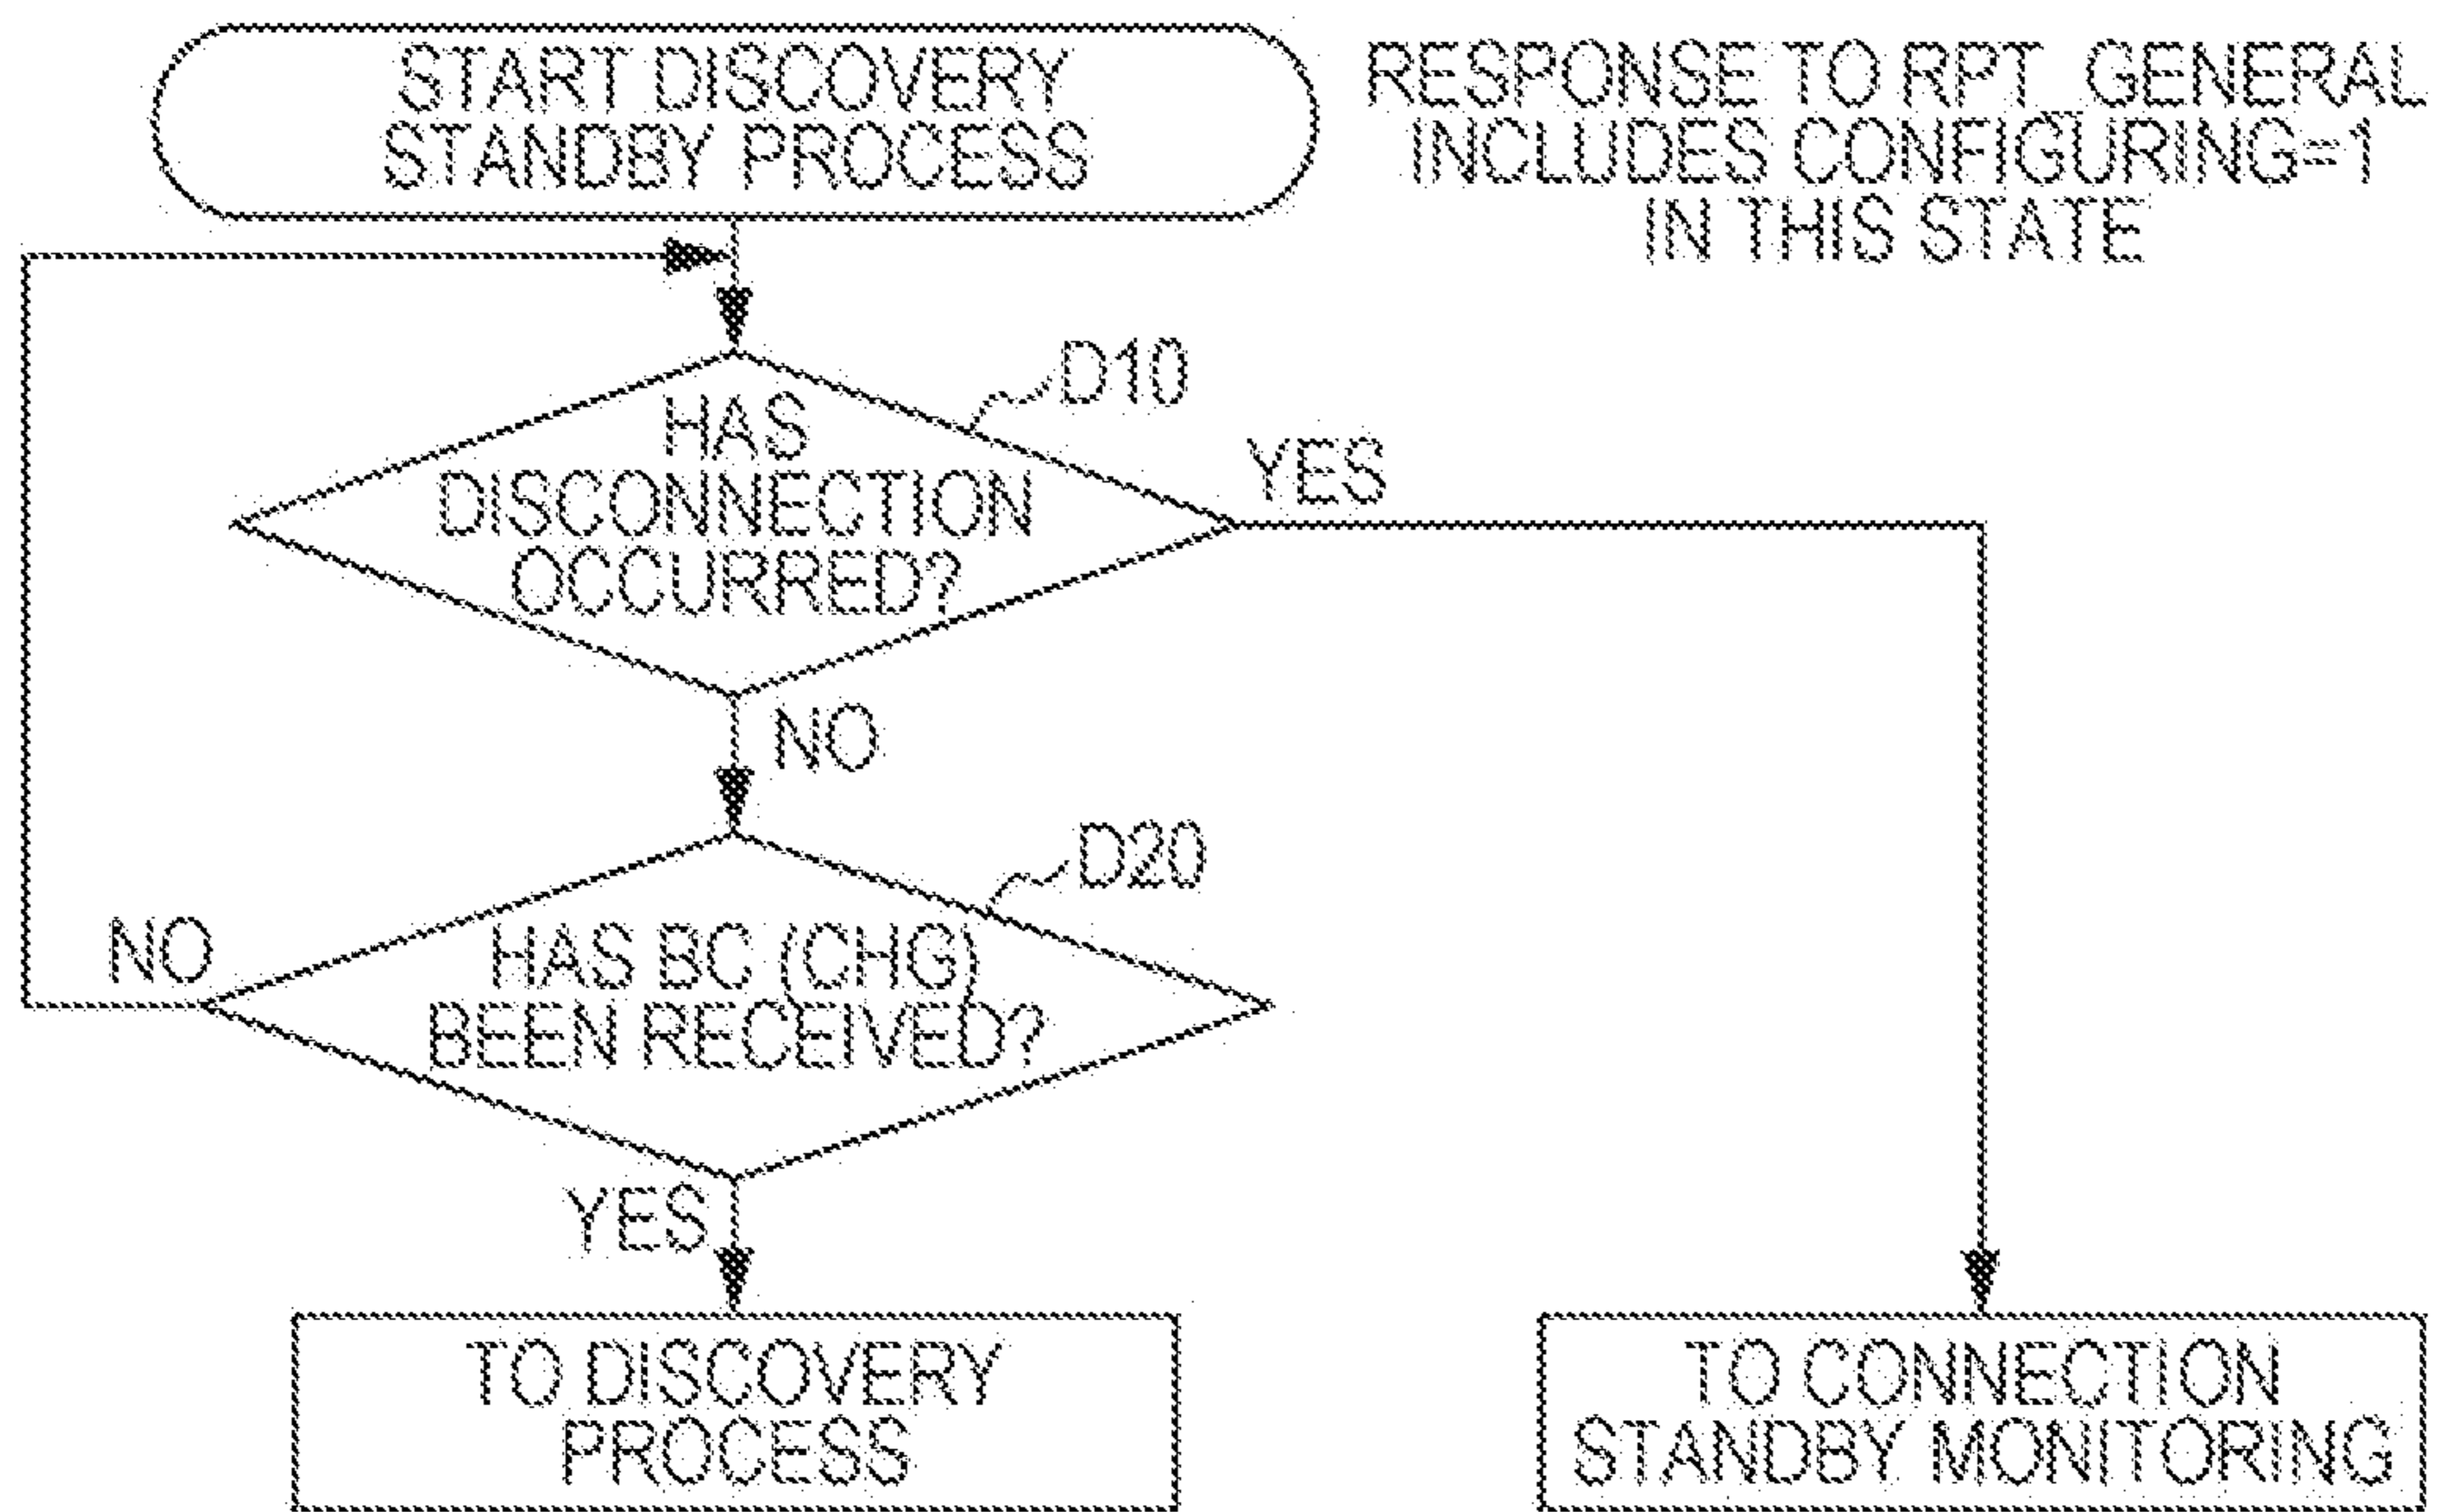 START DISCOVERY
STANDBY PROCESS
RESPONSE TO RPT_GENERAL
INCLUDES CONFIGURING=1
IN THIS STATE
D10
HAS
DISCONNECTION
OCCURRED?
YES
NO
D20
NO
HAS BC (CHG)
BEEN RECEIVED?
YES
TO DISCOVERY
PROCESS
TO CONNECTION
STANDBY MONITORING